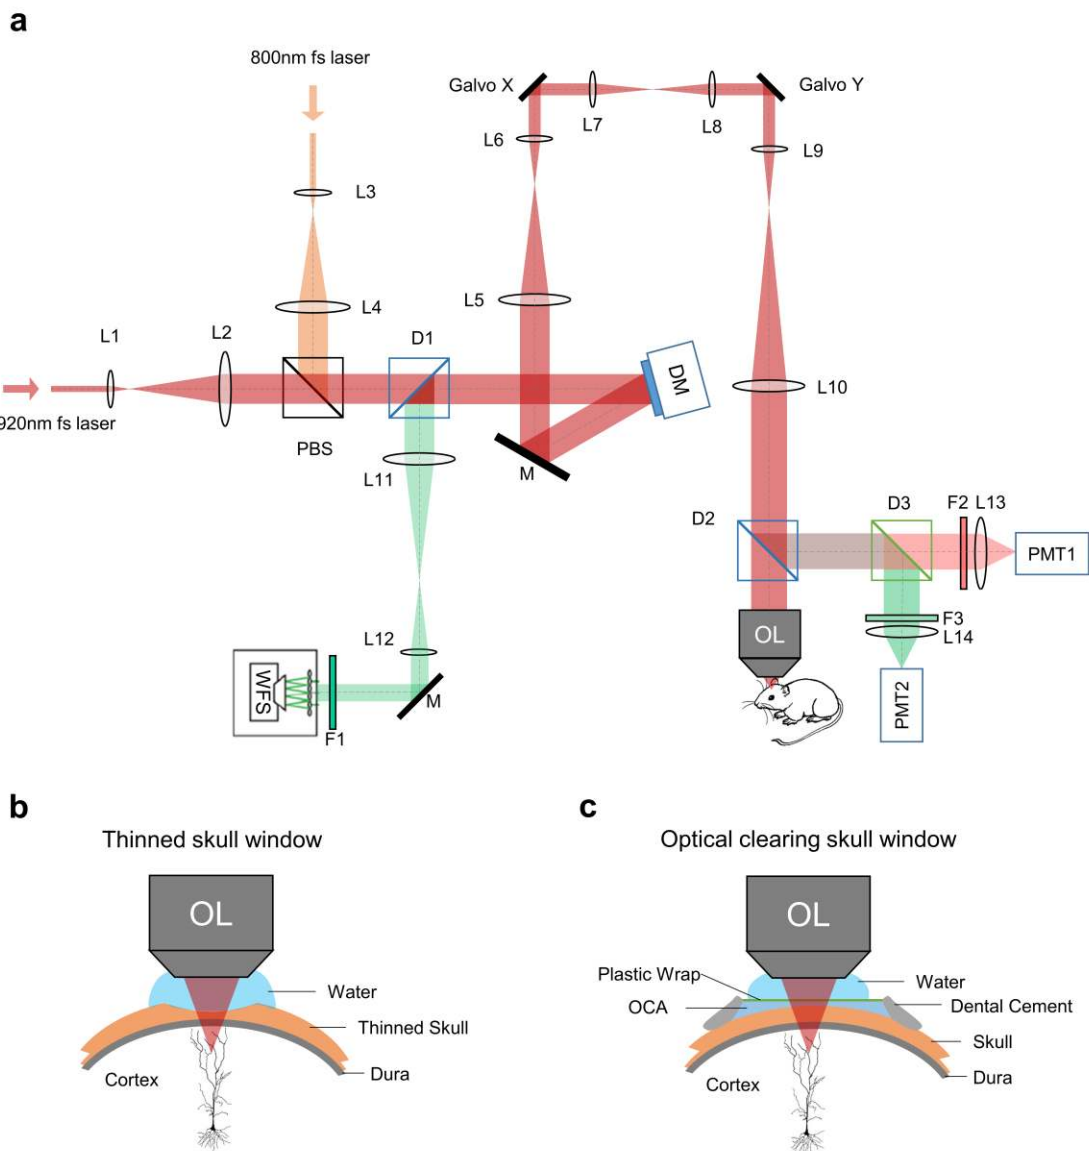 a
800nm fs laser
Galvo X
Galvo Y
L7
L8
L6
L9
L3
L5
L4
L1
L2
D1
DM
L10
920nm fs laser
PBS
M
L11
D2
D3
F2
L13
PMT1
OL
F3
L14
L12
WFS
M
F1
PMT2
b
Thinned skull window
OL
Water
Thinned Skull
Dura
Cortex
c
Optical clearing skull window
OL
Plastic Wrap
Water
OCA
Dental Cement
Skull
Dura
Cortex